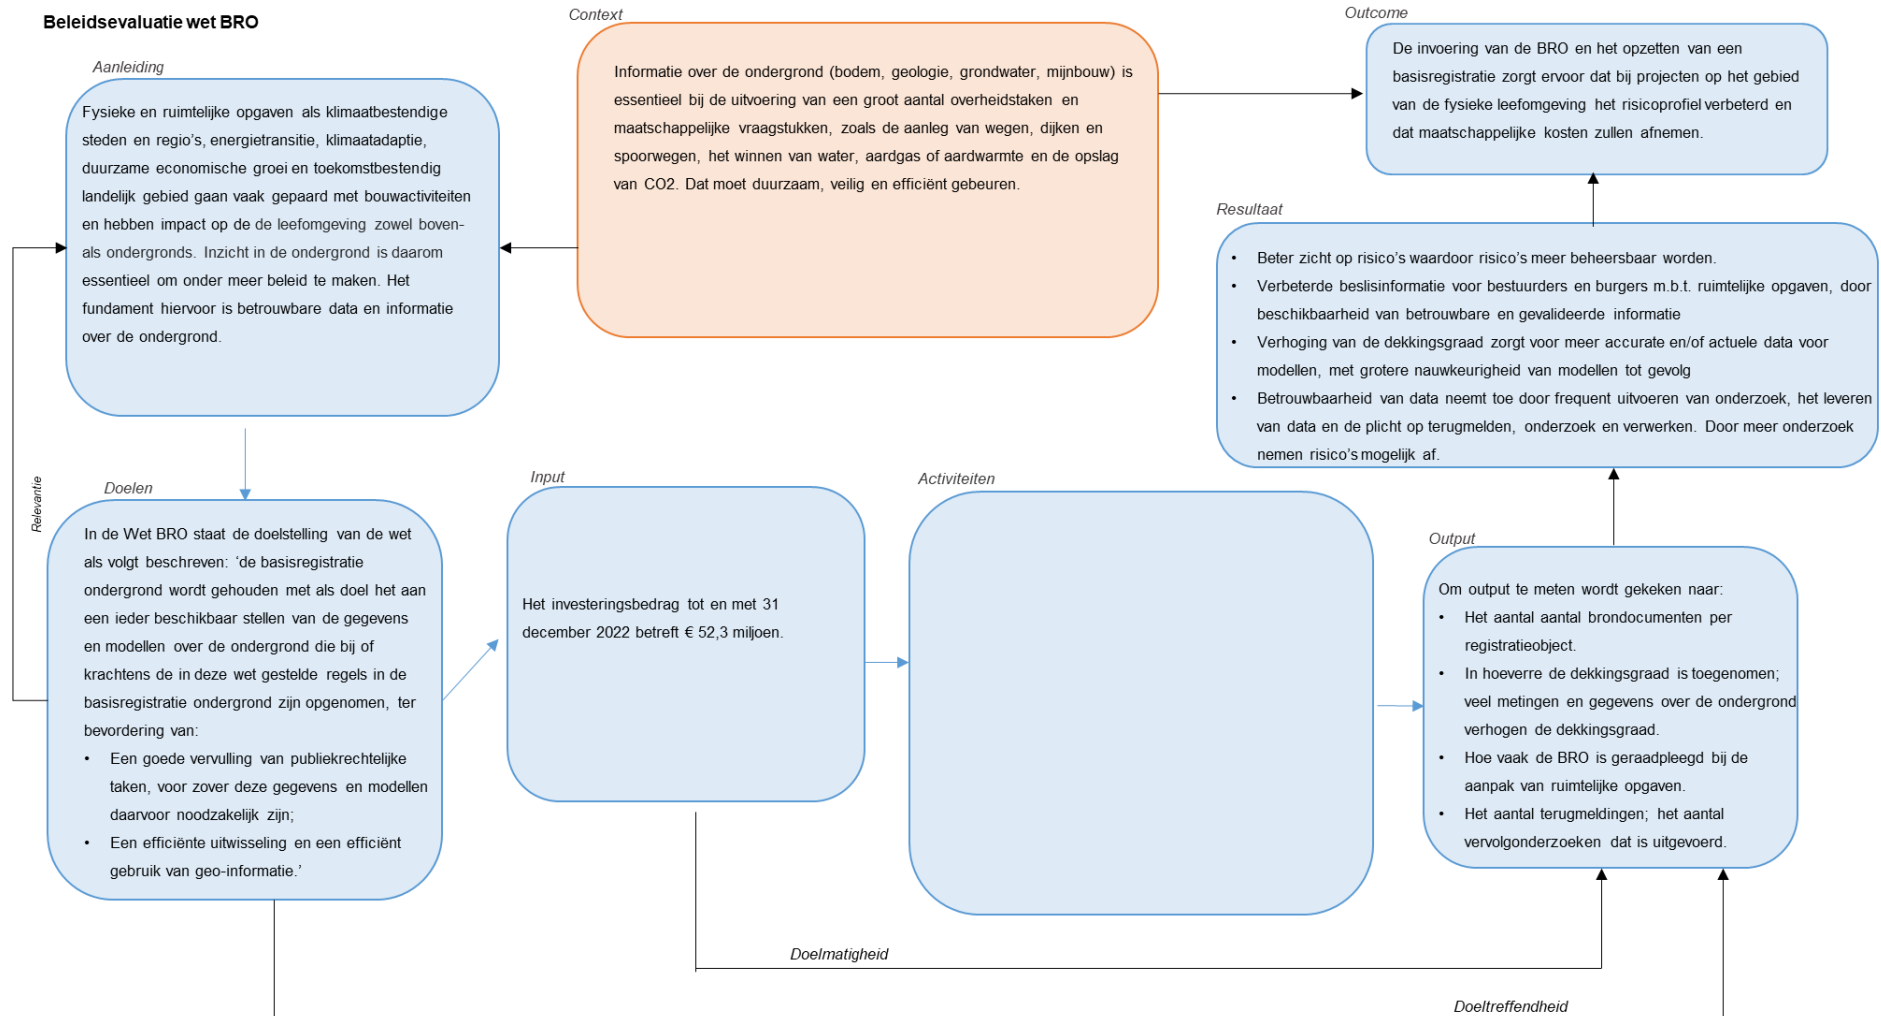 Beleidsevaluatie wet BRO
Context
Informatie over de ondergrond (bodem, geologie, grondwater, mijnbouw) is
essentieel bij de uitvoering van een groot aantal overheidstaken en
maatschappelijke vraagstukken, zoals de aanleg van wegen, dijken en
spoorwegen, het winnen van water, aardgas of aardwarmte en de opslag
van CO2. Dat moet duurzaam, veilig en efficiënt gebeuren.
Outcome
De invoering van de BRO en het opzetten van een
basisregistratie zorgt ervoor dat bij projecten op het gebied
van de fysieke leefomgeving het risicoprofiel verbeterd en
dat maatschappelijke kosten zullen afnemen.
Aanleiding
Fysieke en ruimtelijke opgaven als klimaatbestendige
steden en regio's, energietransitie, klimaatadaptie,
duurzame economische groei en toekomstbestendig
landelijk gebied gaan vaak gepaard met bouwactiviteiten
en hebben impact op de de leefomgeving zowel boven-
als ondergronds. Inzicht in de ondergrond is daarom
essentieel om onder meer beleid te maken. Het
fundament hiervoor is betrouwbare data en informatie
over de ondergrond.
Resultaat
• Beter zicht op risico's waardoor risico's meer beheersbaar worden.
• Verbeterde beslisinformatie voor bestuurders en burgers m.b.t. ruimtelijke opgaven, door
beschikbaarheid van betrouwbare en gevalideerde informatie
• Verhoging van de dekkingsgraad zorgt voor meer accurate en/of actuele data voor
modellen, met grotere nauwkeurigheid van modellen tot gevolg
• Betrouwbaarheid van data neemt toe door frequent uitvoeren van onderzoek, het leveren
van data en de plicht op terugmelden, onderzoek en verwerken. Door meer onderzoek
nemen risico's mogelijk af.
Relevantie
Doelen
In de Wet BRO staat de doelstelling van de wet
als volgt beschreven: 'de basisregistratie
ondergrond wordt gehouden met als doel het aan
een ieder beschikbaar stellen van de gegevens
en modellen over de ondergrond die bij of
krachtens de in deze wet gestelde regels in de
basisregistratie ondergrond zijn opgenomen, ter
bevordering van:
• Een goede vervulling van publiekrechtelijke
taken, voor zover deze gegevens en modellen
daarvoor noodzakelijk zijn;
• Een efficiënte uitwisseling en een efficiënt
gebruik van geo-informatie.'
Input
Het investeringsbedrag tot en met 31
december 2022 betreft € 52,3 miljoen.
Activiteiten
Output
Om output te meten wordt gekeken naar:
• Het aantal aantal brondocumenten per
registratieobject.
• In hoeverre de dekkingsgraad is toegenomen;
veel metingen en gegevens over de ondergrond
verhogen de dekkingsgraad.
• Hoe vaak de BRO is geraadpleegd bij de
aanpak van ruimtelijke opgaven.
• Het aantal terugmeldingen; het aantal
vervolgonderzoeken dat is uitgevoerd.
Doelmatigheid
Doeltreffendheid